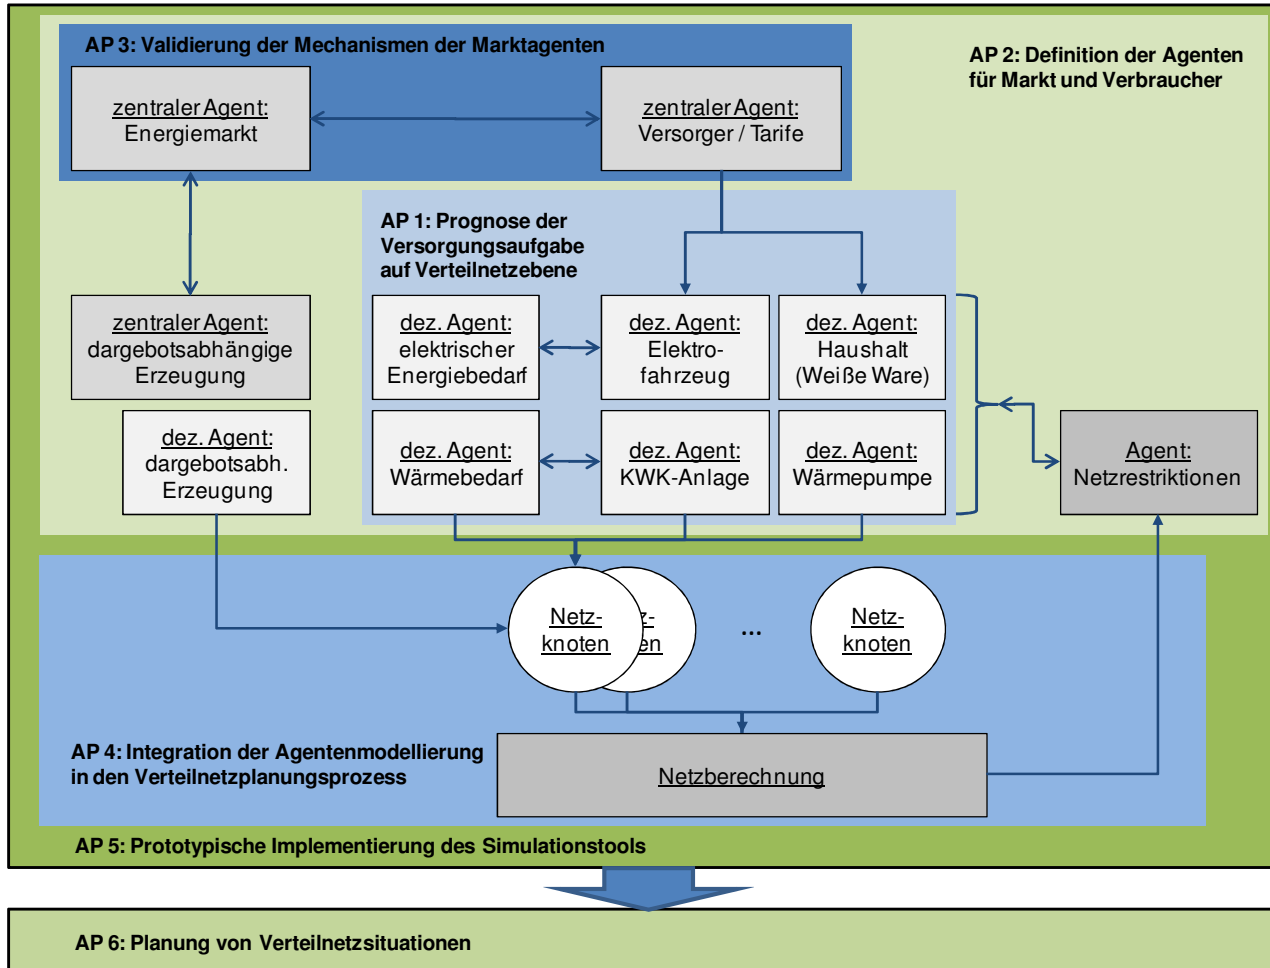 AP 3: Validierung der Mechanismen der Marktagenten
AP 2: Definition der Agenten
für Markt und Verbraucher
zentraler Agent:
Energiemarkt
zentraler Agent:
Versorger / Tarife
AP 1: Prognose der
Versorgungsaufgabe
auf Verteilnetzebene
zentraler Agent:
dargebotsabhängige
Erzeugung
dez. Agent:
elektrischer
Energiebedarf
dez. Agent:
Elektro-
fahrzeug
dez. Agent:
Haushalt
(Weiße Ware)
dez. Agent:
dargebotsabh.
Erzeugung
dez. Agent:
Wärmebedarf
dez. Agent:
KWK-Anlage
dez. Agent:
Wärmepumpe
Agent:
Netzrestriktionen
Netz-
knoten
z-
en
...
Netz-
knoten
AP 4: Integration der Agentenmodellierung
in den Verteilnetzplanungsprozess
Netzberechnung
AP 5: Prototypische Implementierung des Simulationstools
AP 6: Planung von Verteilnetzsituationen